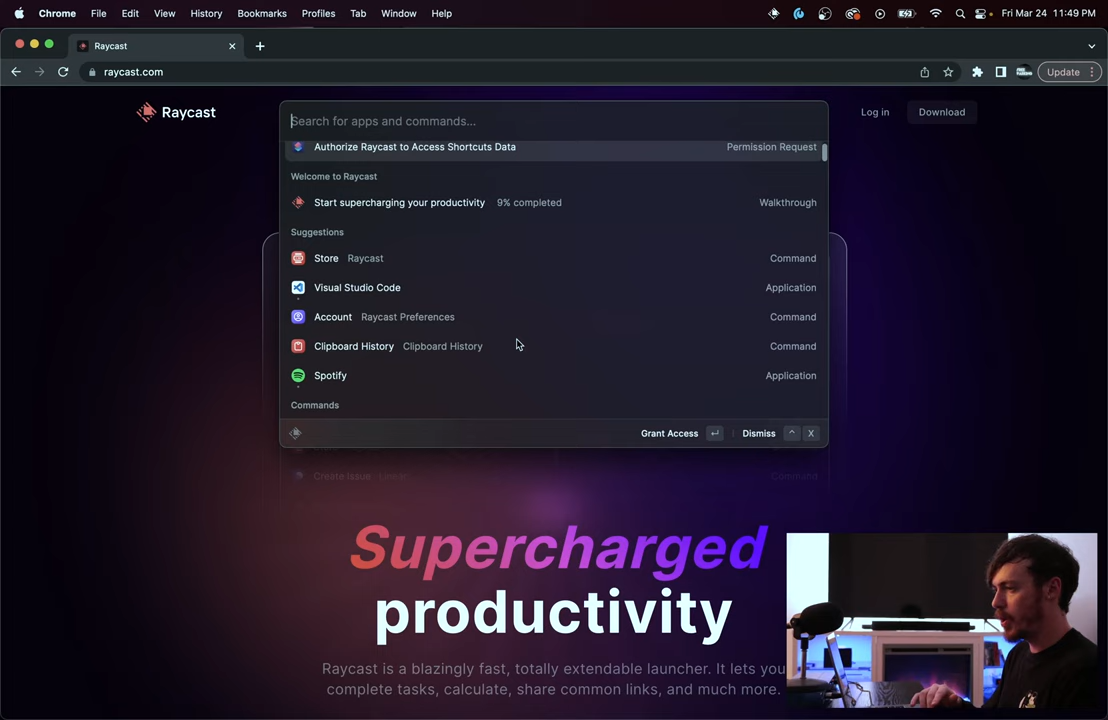 Chrome File Edit View History Bookmarks Profiles Tab Window Help Fri Mar 24 11:49 PM
Raycast
raycast.com Update
Raycast Log in Download
Search for apps and commands...
Authorize Raycast to Access Shortcuts Data Permission Request
Welcome to Raycast
Start supercharging your productivity 9% completed Walkthrough
Suggestions
Store Raycast Command
Visual Studio Code Application
Account Raycast Preferences Command
Clipboard History Clipboard History Command
Spotify Application
Commands
Grant Access ↵ Dismiss ^ X
Create Issue Linear Command
Supercharged
productivity
Raycast is a blazingly fast, totally extendable launcher. It lets you
complete tasks, calculate, share common links, and much more.